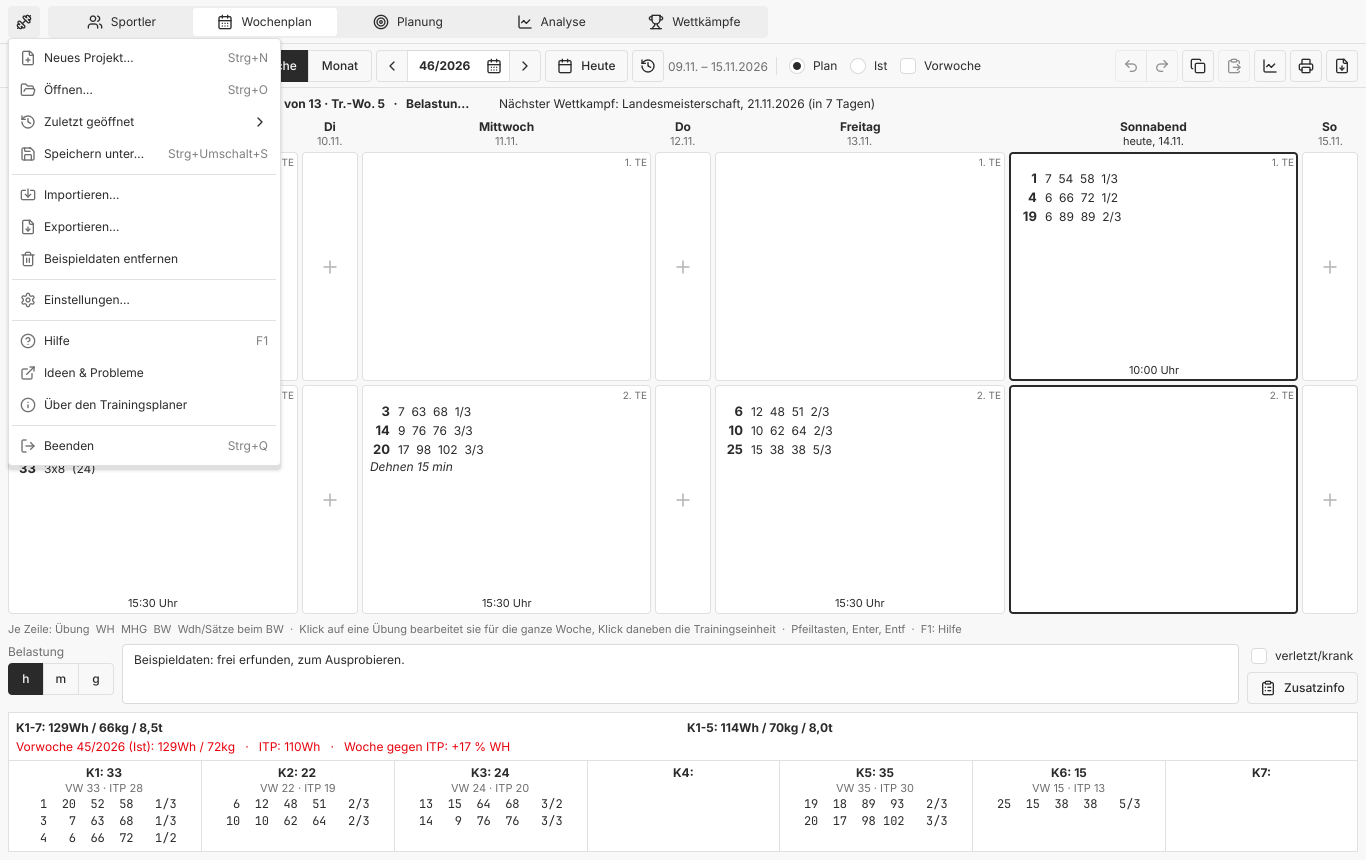 Sportler Wochenplan Planung Analyse Wettkämpfe
Neues Projekt... Strg+N
Öffnen... Strg+O
Zuletzt geöffnet
Speichern unter... Strg+Umschalt+S
Importieren...
Exportieren...
Beispieldaten entfernen
Einstellungen...
Hilfe F1
Ideen & Probleme
Über den Trainingsplaner
Beenden Strg+Q
Monat 46/2026 Heute 09.11. – 15.11.2026 Plan Ist Vorwoche
von 13 · Tr.-Wo. 5 · Belastun... Nächster Wettkampf: Landesmeisterschaft, 21.11.2026 (in 7 Tagen)
Di Mittwoch Do Freitag Sonnabend So
10.11. 11.11. 12.11. 13.11. heute, 14.11. 15.11.
TE 1. TE 1. TE 1. TE
1 7 54 58 1/3
4 6 66 72 1/2
19 6 89 89 2/3
10:00 Uhr
TE 2. TE 2. TE 2. TE
3 7 63 68 1/3
14 9 76 76 3/3
20 17 98 102 3/3
Dehnen 15 min
6 12 48 51 2/3
10 10 62 64 2/3
25 15 38 38 5/3
33 3x8 (24)
15:30 Uhr 15:30 Uhr 15:30 Uhr
Je Zeile: Übung WH MHG BW Wdh/Sätze beim BW · Klick auf eine Übung bearbeitet sie für die ganze Woche, Klick daneben die Trainingseinheit · Pfeiltasten, Enter, Entf · F1: Hilfe
Belastung
h m g
Beispieldaten: frei erfunden, zum Ausprobieren.
verletzt/krank
Zusatzinfo
K1-7: 129Wh / 66kg / 8,5t K1-5: 114Wh / 70kg / 8,0t
Vorwoche 45/2026 (Ist): 129Wh / 72kg · ITP: 110Wh · Woche gegen ITP: +17 % WH
K1: 33 K2: 22 K3: 24 K4: K5: 35 K6: 15 K7:
VW 33 · ITP 28 VW 22 · ITP 19 VW 24 · ITP 20 VW 35 · ITP 30 VW 15 · ITP 13
1 20 52 58 1/3 6 12 48 51 2/3 13 15 64 68 3/2 19 18 89 93 2/3 25 15 38 38 5/3
3 7 63 68 1/3 10 10 62 64 2/3 14 9 76 76 3/3 20 17 98 102 3/3
4 6 66 72 1/2